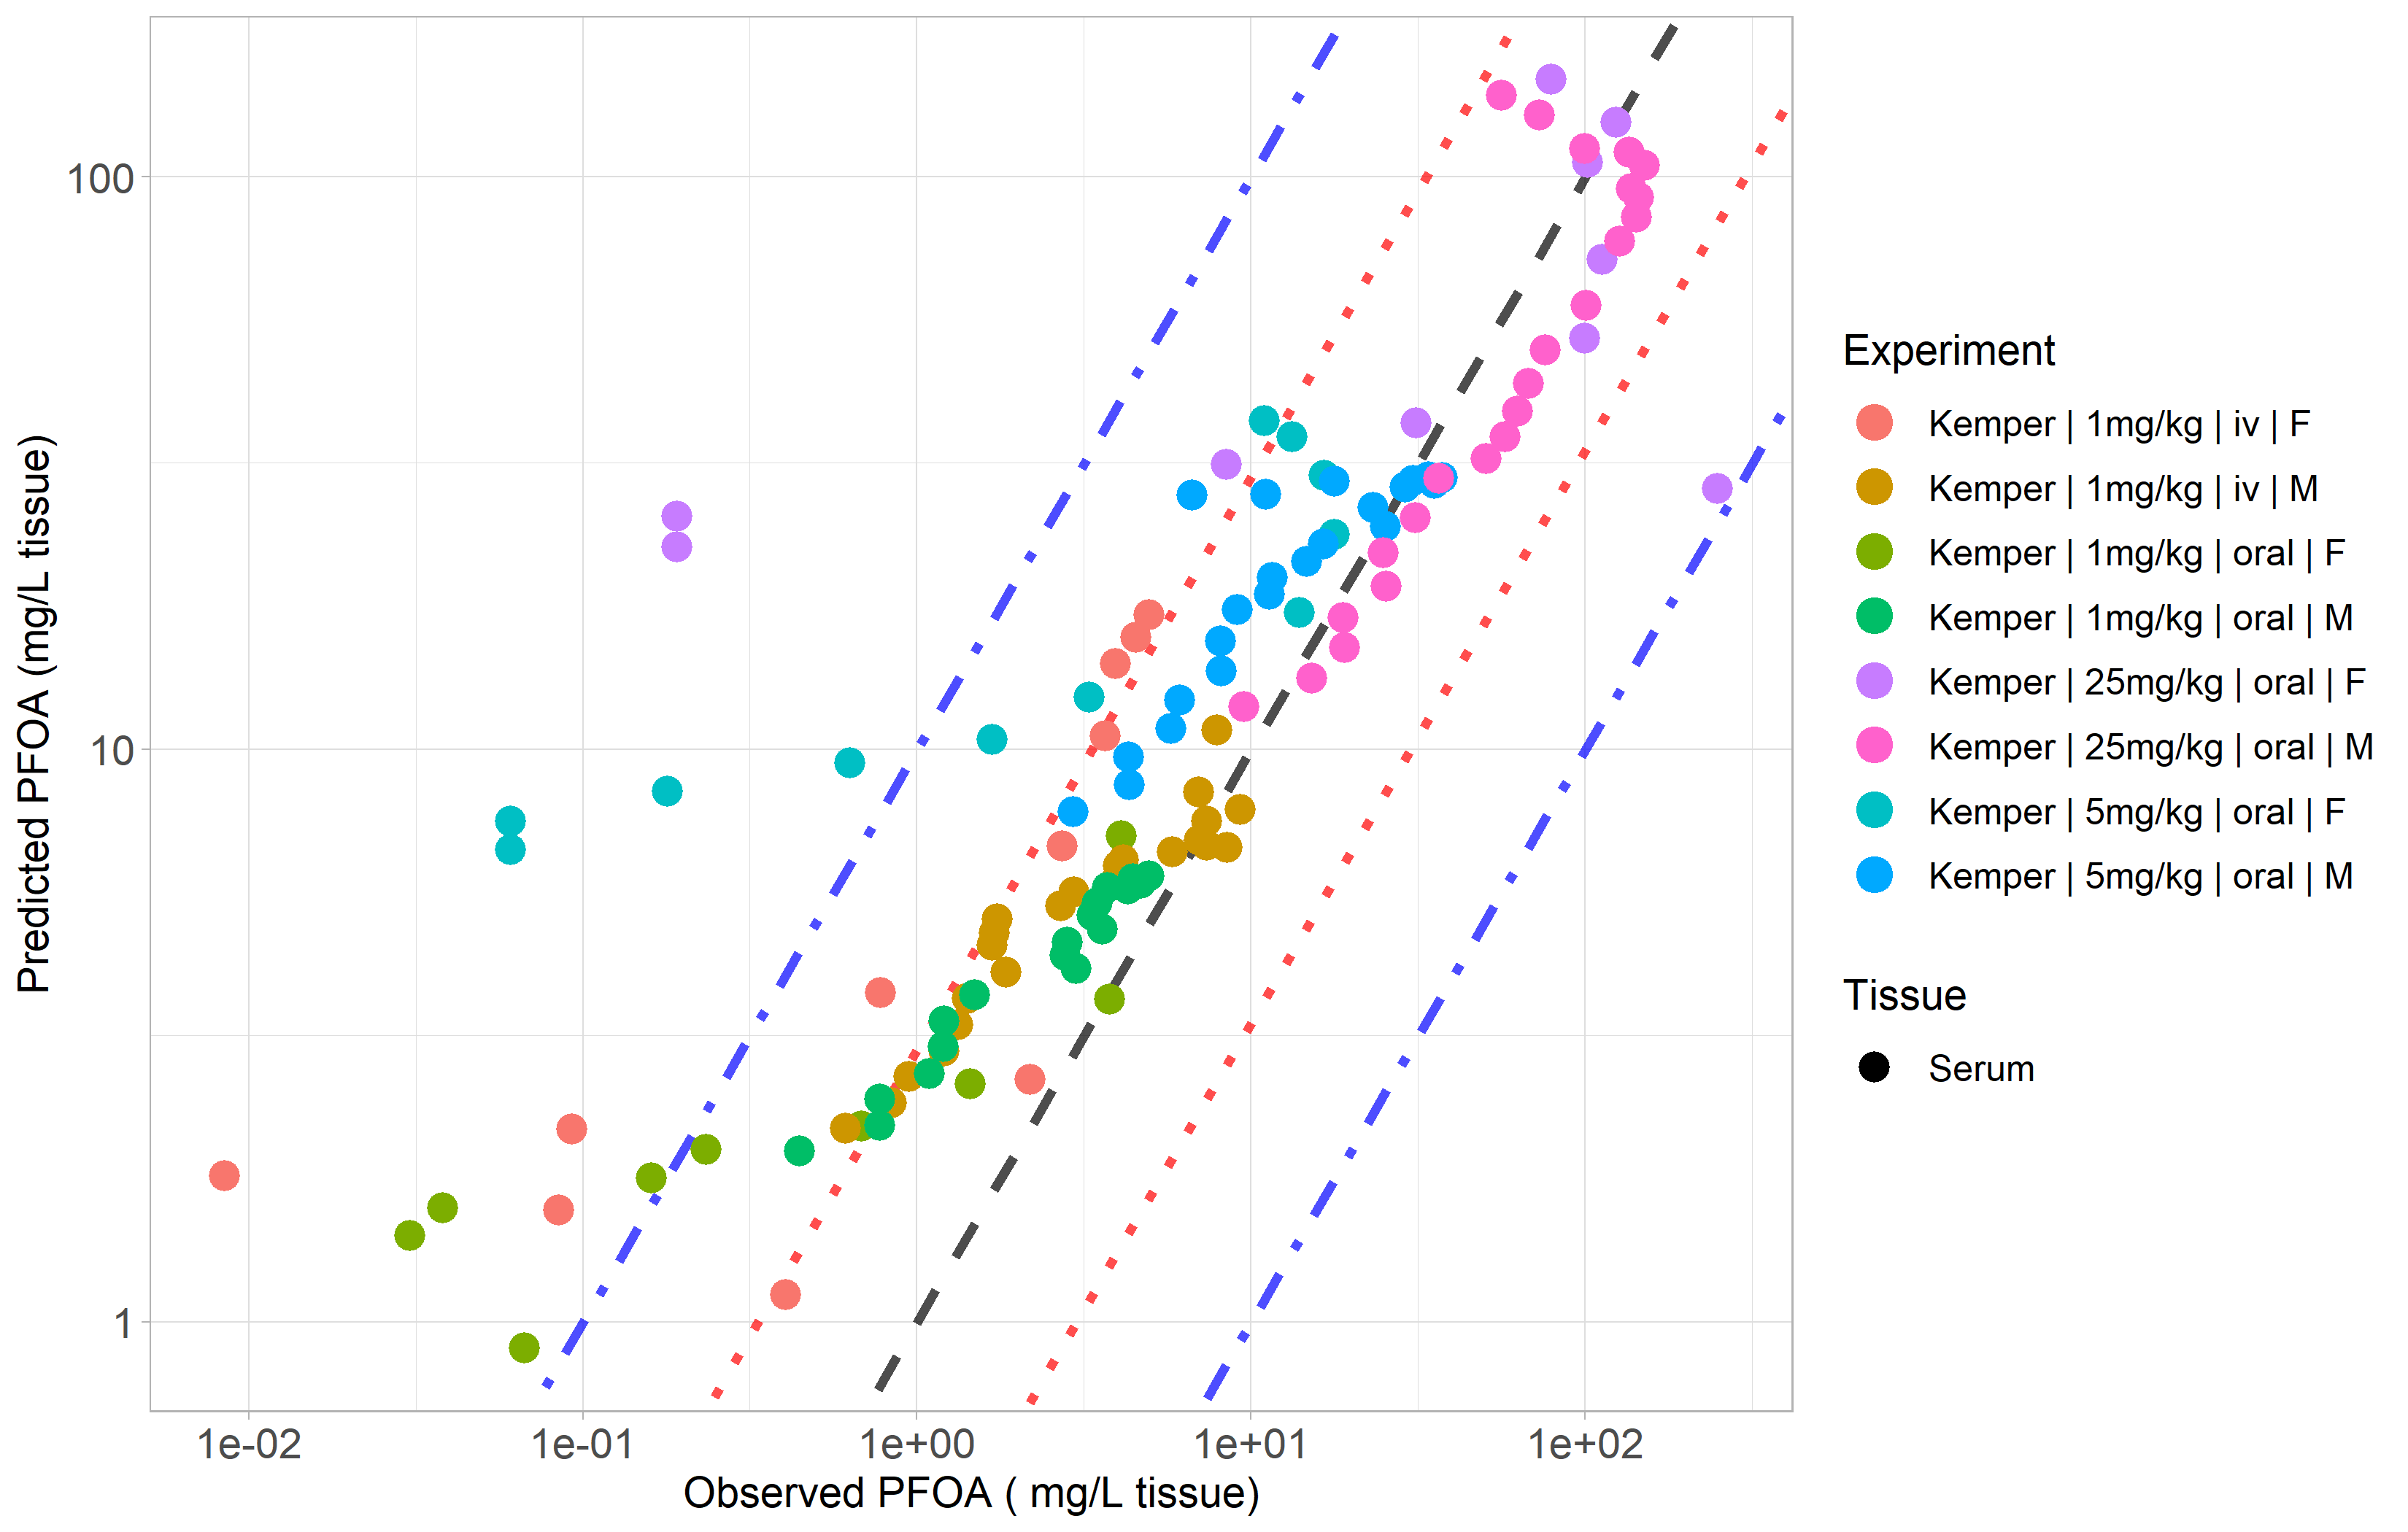 Predicted PFOA (mg/L tissue)
100
10
1
1e-02
1e-01
1e+00
1e+01
1e+02
Observed PFOA ( mg/L tissue)
Experiment
Kemper | 1mg/kg | iv | F
Kemper | 1mg/kg | iv | M
Kemper | 1mg/kg | oral | F
Kemper | 1mg/kg | oral | M
Kemper | 25mg/kg | oral | F
Kemper | 25mg/kg | oral | M
Kemper | 5mg/kg | oral | F
Kemper | 5mg/kg | oral | M
Tissue
Serum